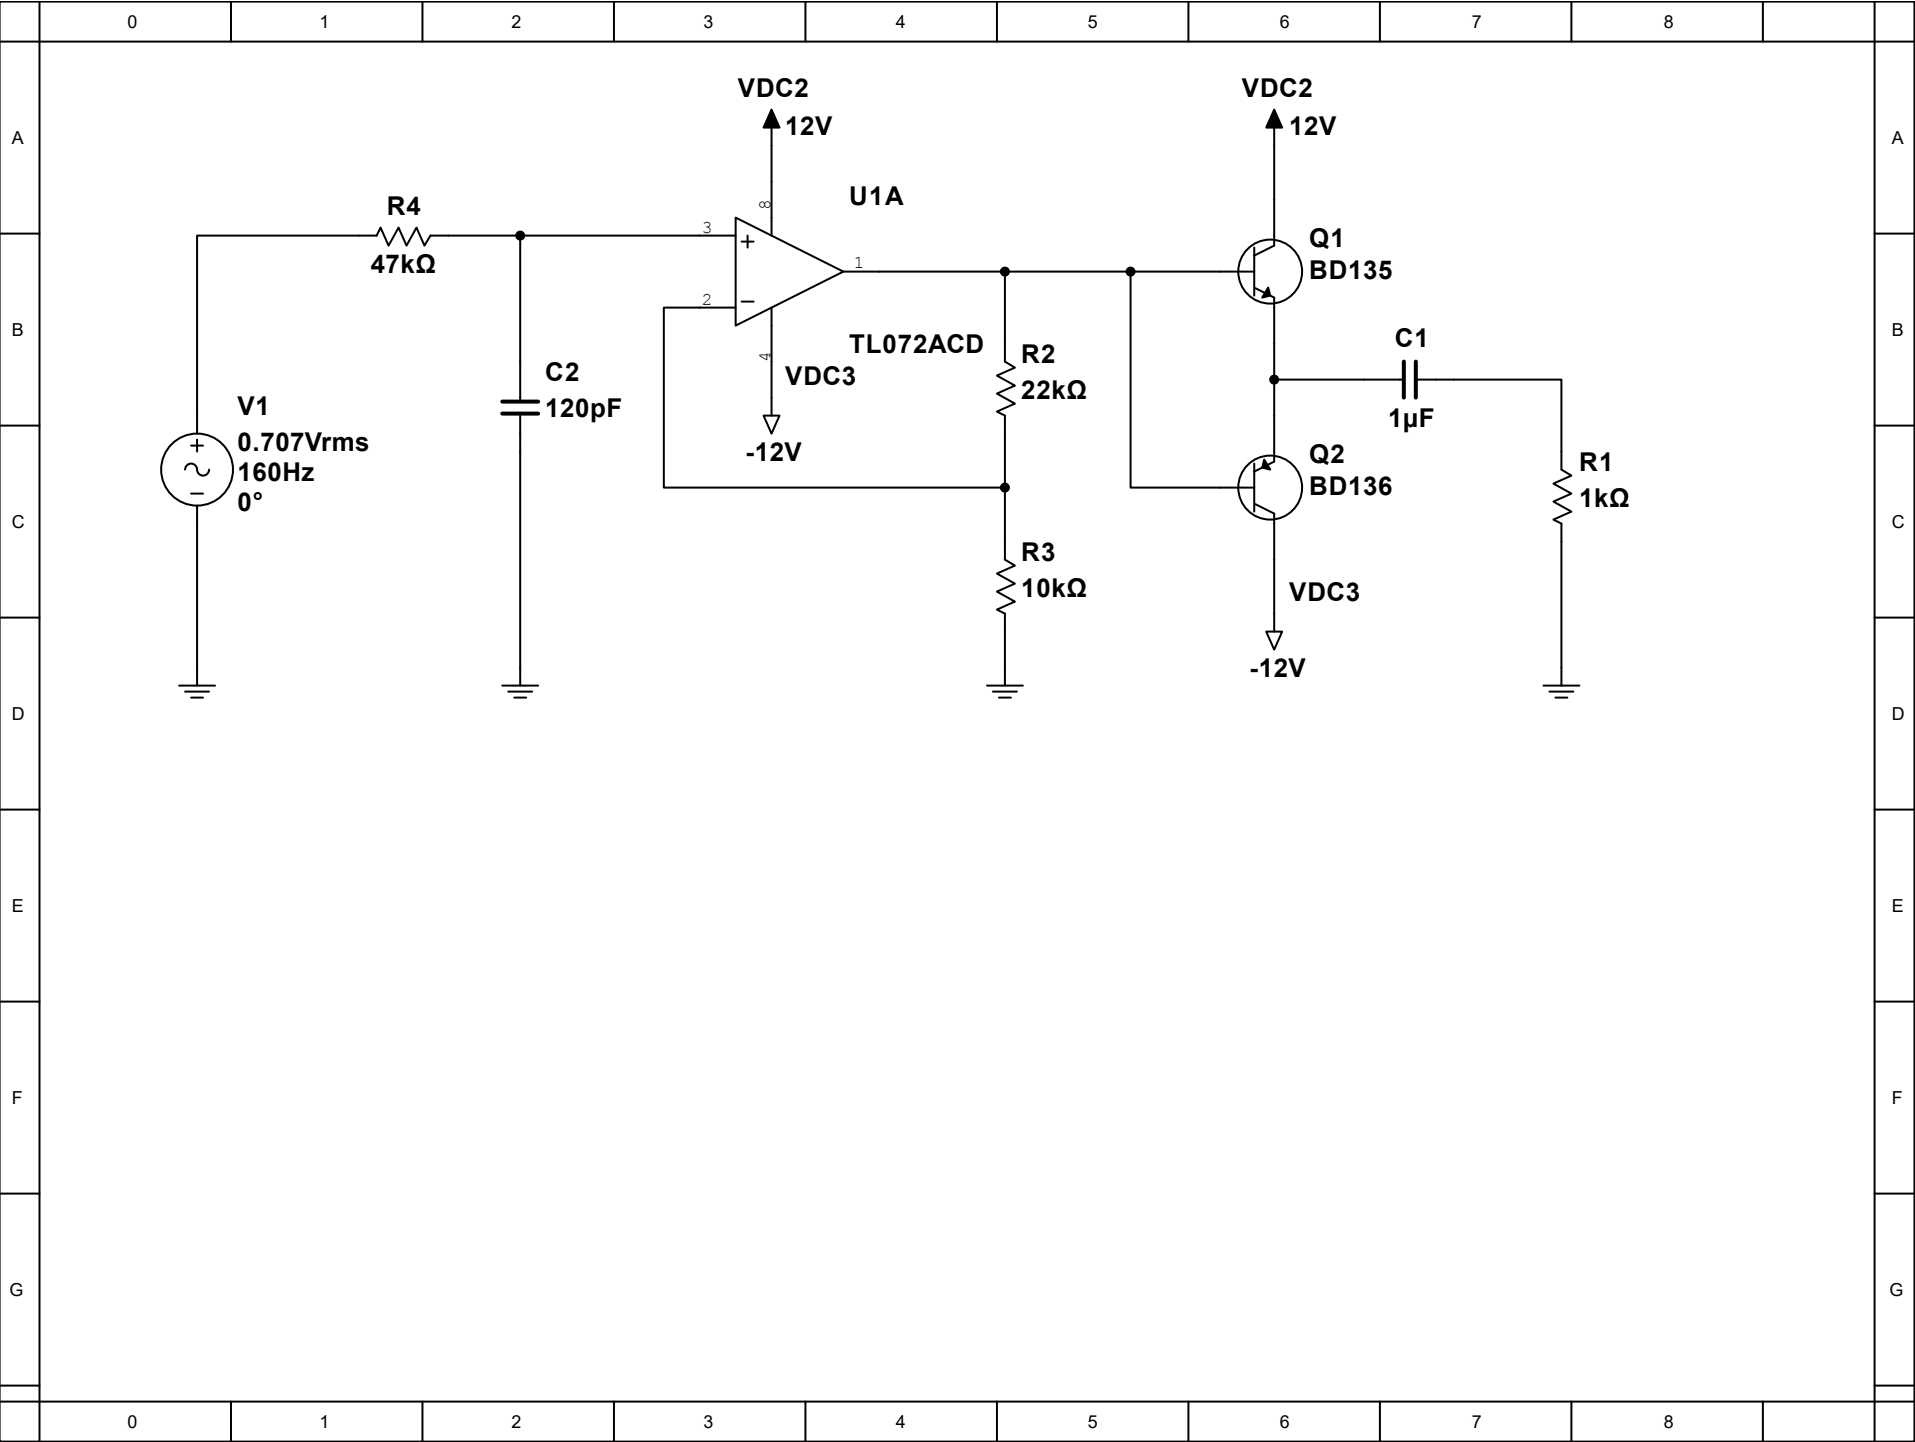 0 1 2 3 4 5 6 7 8
VDC2 VDC2
12V 12V
A A
8
U1A
R4
3
47kΩ
1
2
Q1
BD135
B B
4
TL072ACD
VDC3
-12V
R2
22kΩ
C1
1µF
C2
120pF
V1
0.707Vrms
160Hz
0°
Q2
BD136
R1
1kΩ
C C
R3
10kΩ
VDC3
-12V
D D
E E
F F
G G
0 1 2 3 4 5 6 7 8